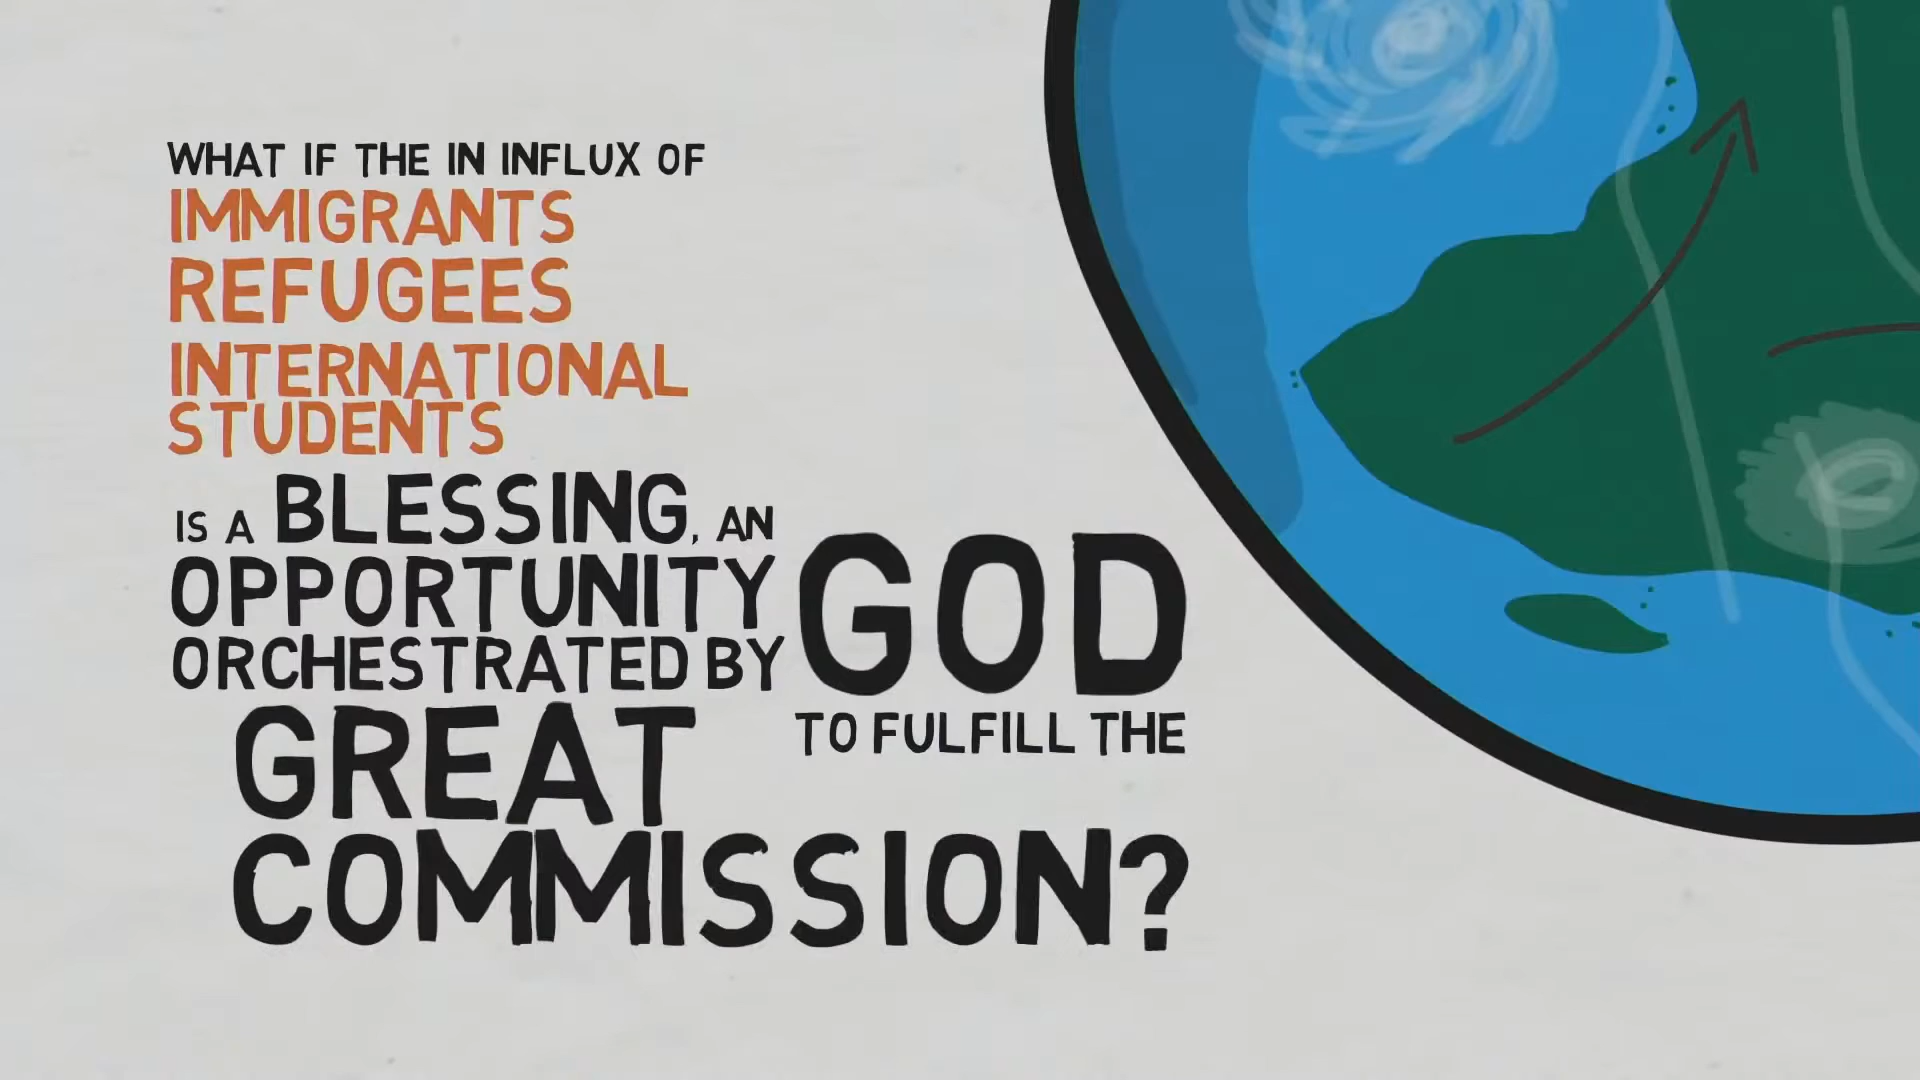 WHAT IF THE IN INFLUX OF
IMMIGRANTS
REFUGEES
INTERNATIONAL
STUDENTS
IS A BLESSING, AN
OPPORTUNITY
ORCHESTRATED BY
GOD
TO FULFILL THE
GREAT
COMMISSION?